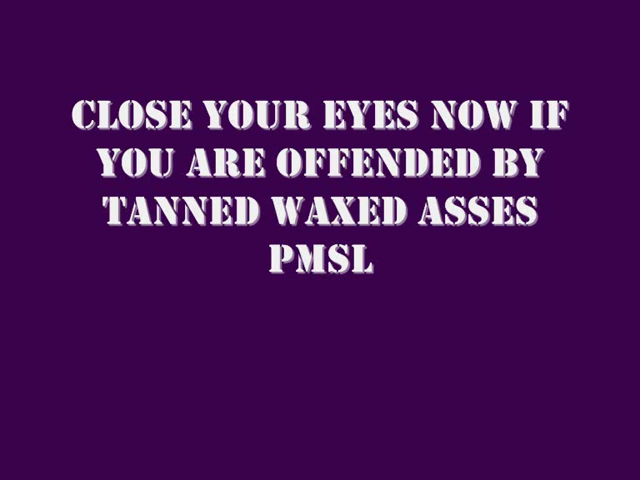 CLOSE YOUR EYES NOW IF
YOU ARE OFFENDED BY
TANNED WAXED ASSES
PMSL